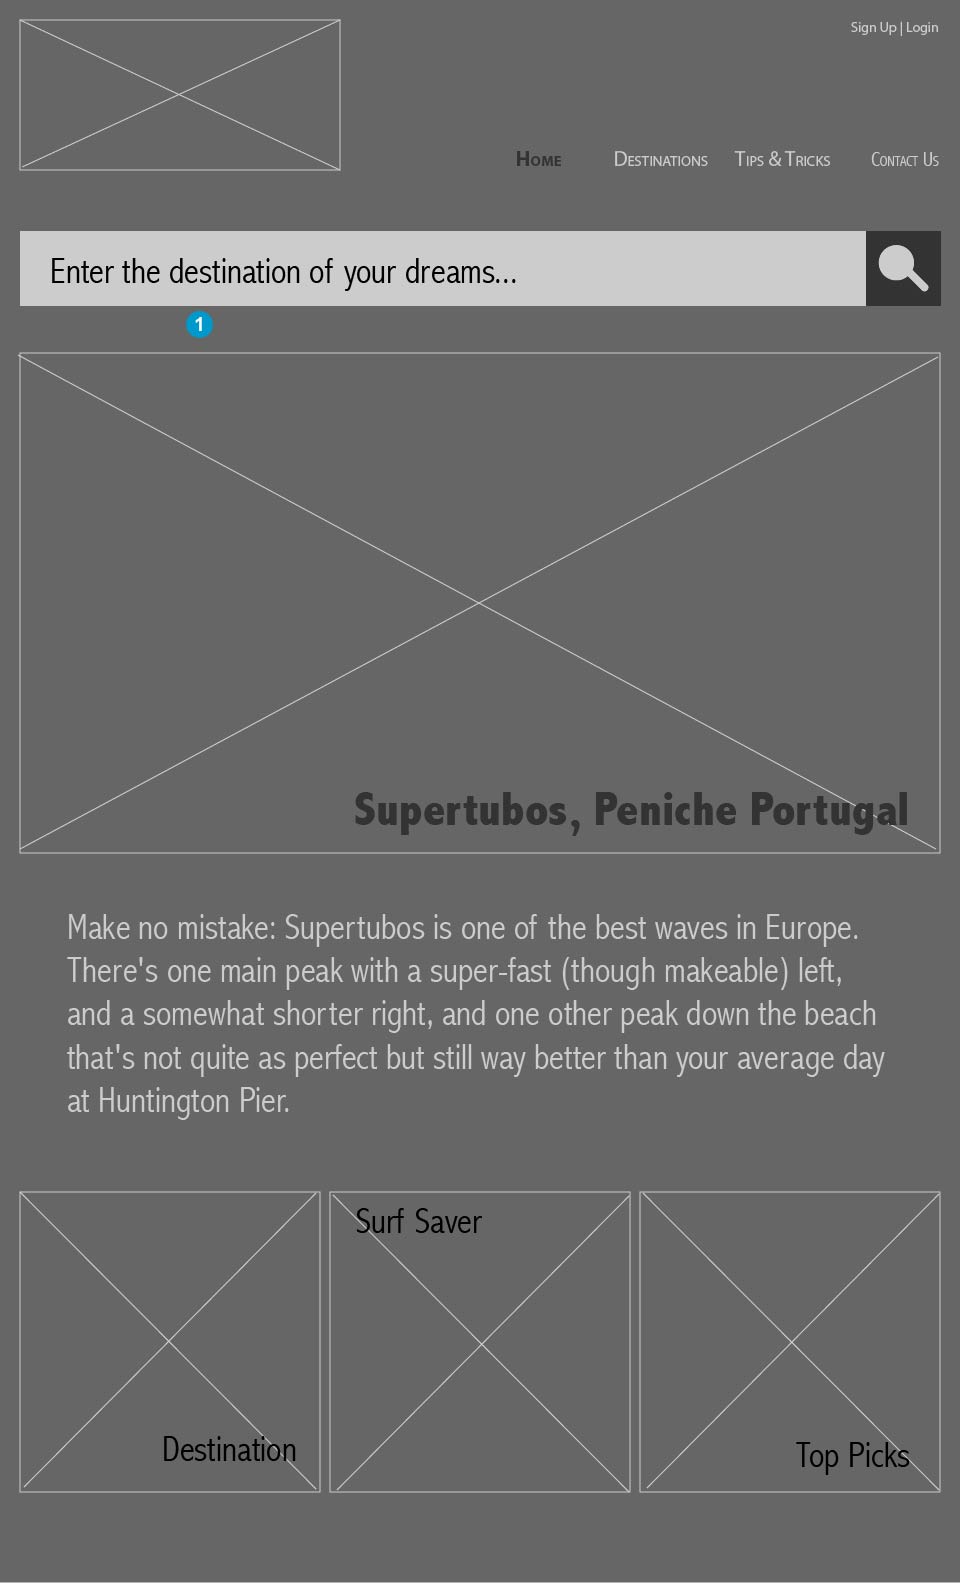 Sign Up | Login
Home Destinations Tips & Tricks Contact Us
Enter the destination of your dreams...
1
Supertubos, Peniche Portugal
Make no mistake: Supertubos is one of the best waves in Europe.
There's one main peak with a super-fast (though makeable) left,
and a somewhat shorter right, and one other peak down the beach
that's not quite as perfect but still way better than your average day
at Huntington Pier.
Surf Saver
Destination
Top Picks